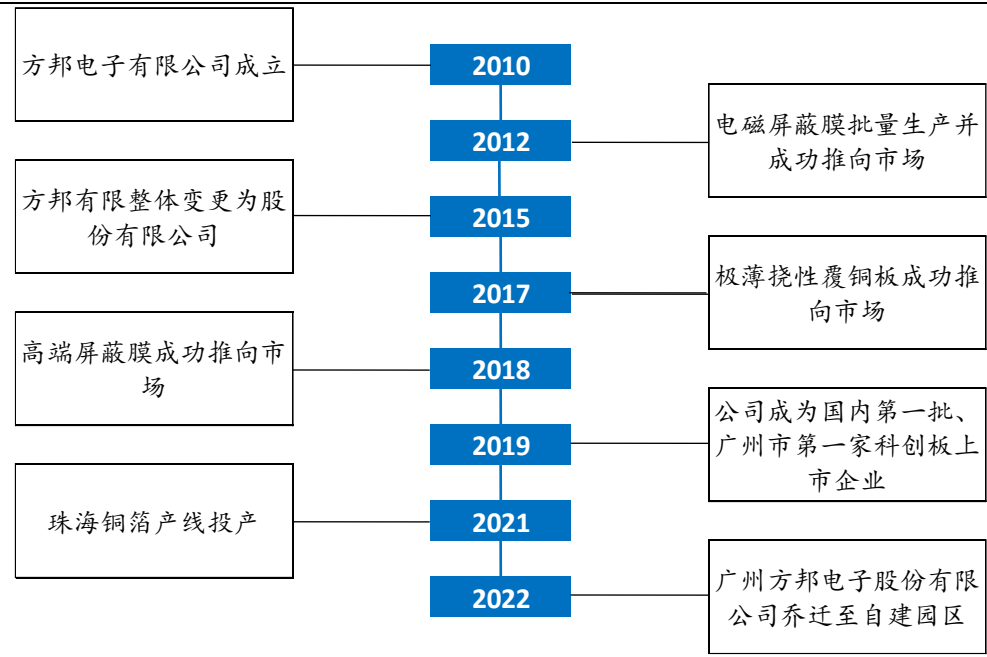 方邦电子有限公司成立
2010
2012
电磁屏蔽膜批量生产并
成功推向市场
方邦有限整体变更为股
份有限公司
2015
2017
极薄挠性覆铜板成功推
向市场
高端屏蔽膜成功推向市
场
2018
2019
公司成为国内第一批、
广州市第一家科创板上
市企业
珠海铜箔产线投产
2021
2022
广州方邦电子股份有限
公司乔迁至自建园区